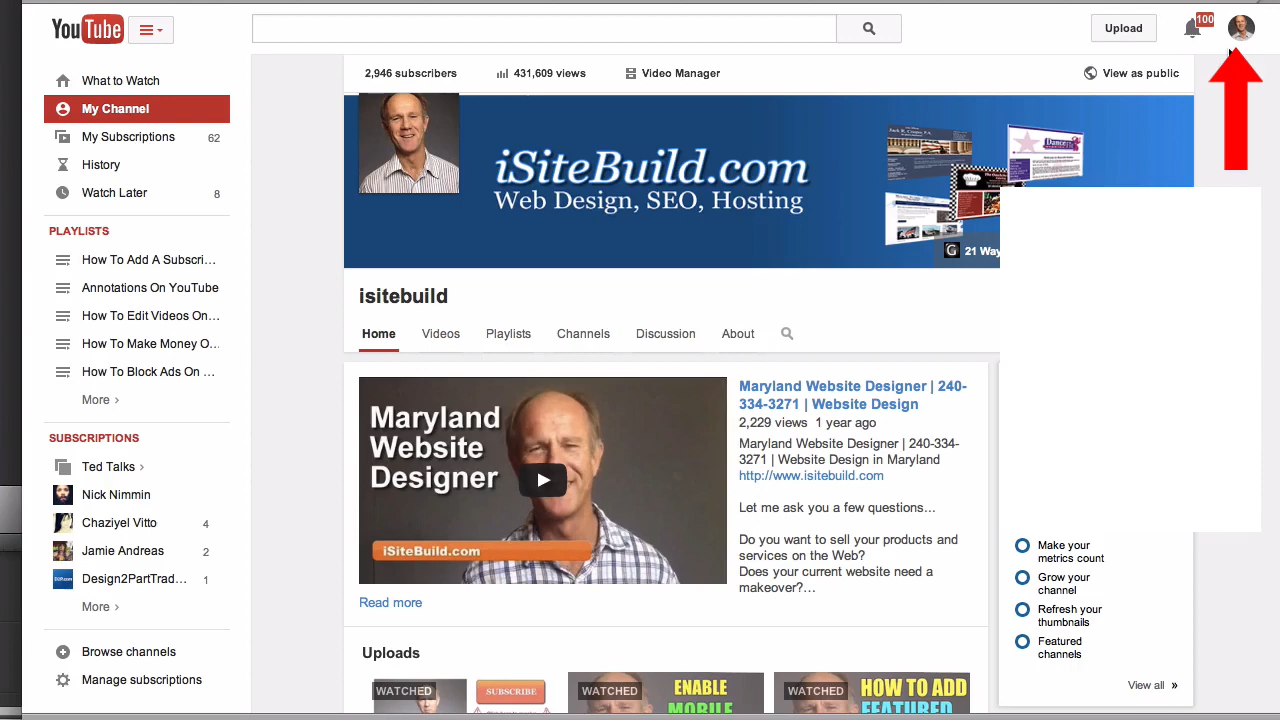 YouTube
Upload
100
2,946 subscribers 431,609 views Video Manager View as public
What to Watch
My Channel
My Subscriptions 62
History
Watch Later 8
PLAYLISTS
How To Add A Subscri...
Annotations On YouTube
How To Edit Videos On...
How To Make Money O...
How To Block Ads On ...
More ›
SUBSCRIPTIONS
Ted Talks ›
Nick Nimmin
Chaziyel Vitto 4
Jamie Andreas 2
Design2PartTrad... 1
More ›
Browse channels
Manage subscriptions
iSiteBuild.com
Web Design, SEO, Hosting
G 21 Way
isitebuild
Home Videos Playlists Channels Discussion About
Maryland
Website
Designer
iSiteBuild.com
Maryland Website Designer | 240-
334-3271 | Website Design
2,229 views 1 year ago
Maryland Website Designer | 240-334-
3271 | Website Design in Maryland
http://www.isitebuild.com
Let me ask you a few questions...
Do you want to sell your products and
services on the Web?
Does your current website need a
makeover?...
Read more
Make your
metrics count
Grow your
channel
Refresh your
thumbnails
Featured
channels
View all »
Uploads
WATCHED
SUBSCRIBE
WATCHED
ENABLE
MOBILE
WATCHED
HOW TO ADD
FEATURED